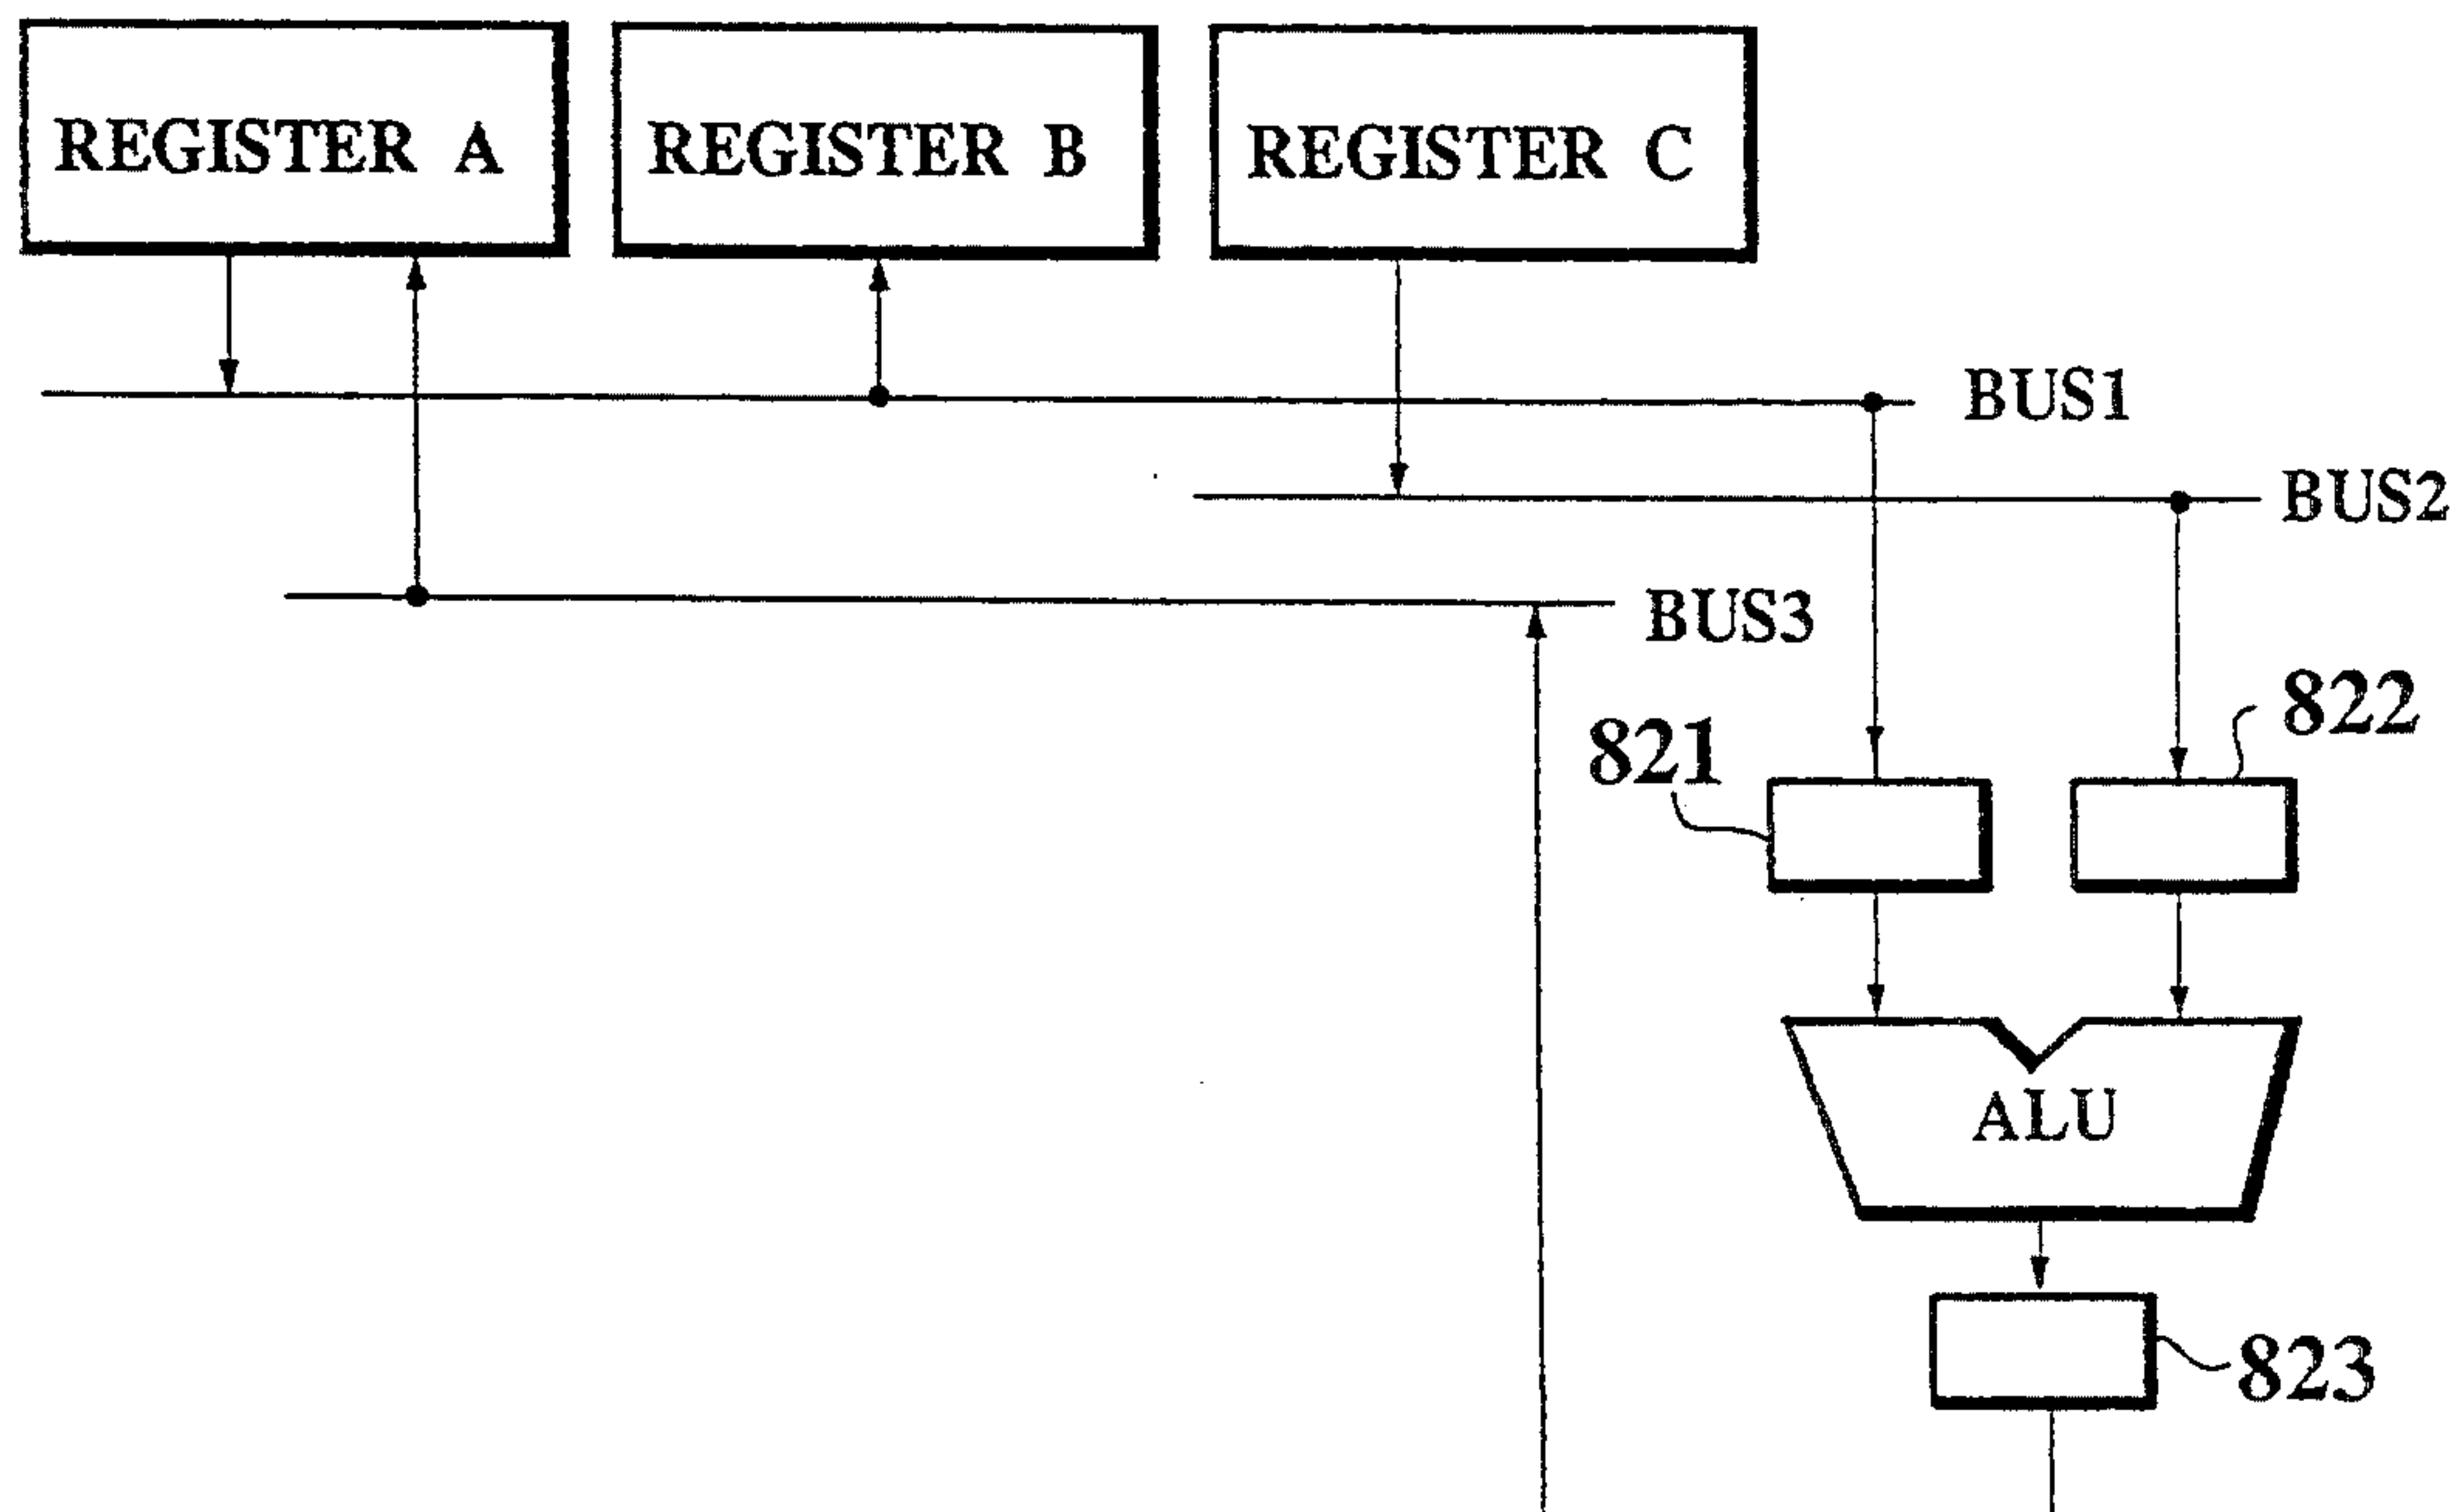 REGISTER A
REGISTER B
REGISTER C
BUS1
BUS2
BUS3
821
822
ALU
823